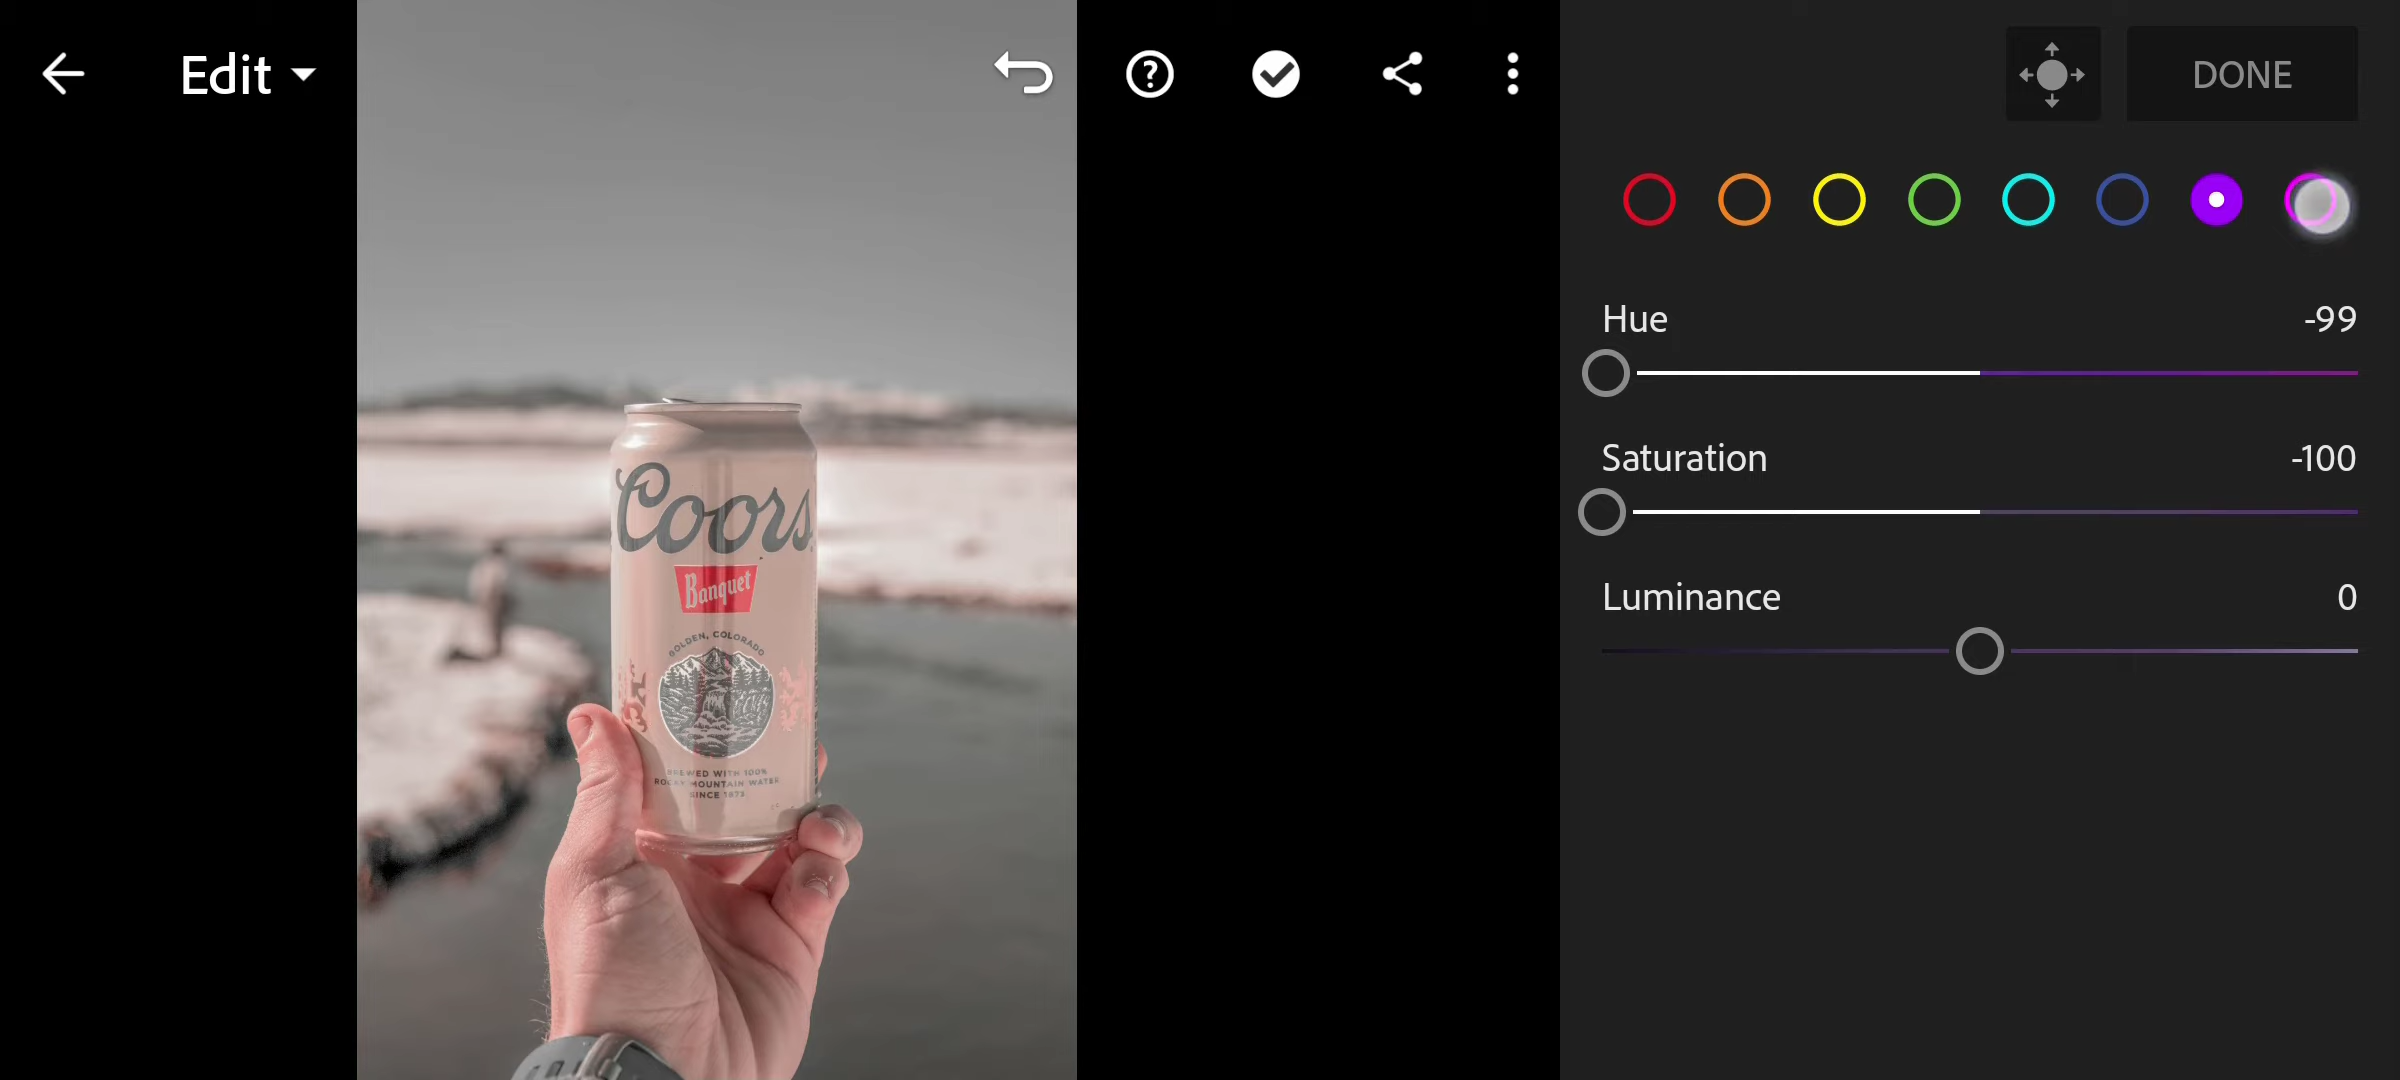 Edit
DONE
Hue -99
Saturation -100
Luminance 0
Coors
Banquet
GOLDEN, COLORADO
BREWED WITH 100%
ROCKY MOUNTAIN WATER
SINCE 1873